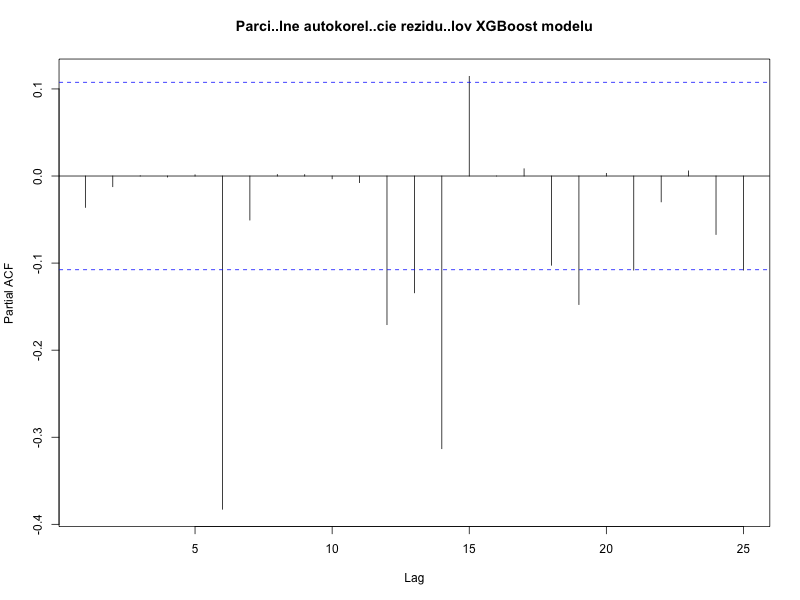 Parci..lne autokorel..cie rezidu..lov XGBoost modelu
Partial ACF
0.1
0.0
-0.1
-0.2
-0.3
-0.4
5 10 15 20 25
Lag